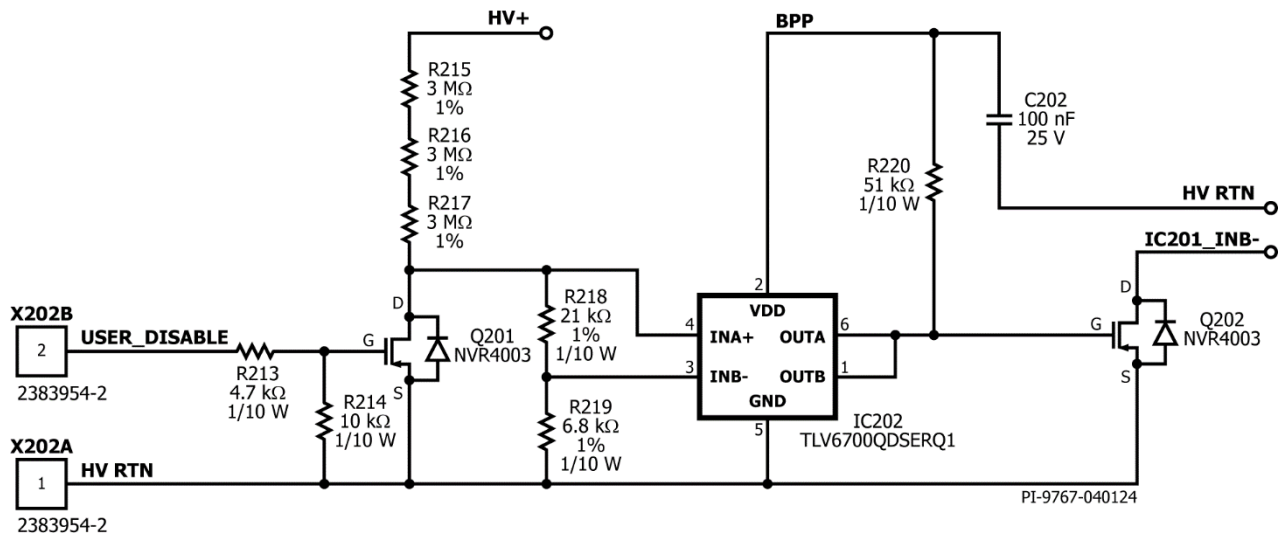 HV+
BPP
R215
3 MΩ
1%
R216
3 MΩ
1%
R217
3 MΩ
1%
C202
100 nF
25 V
R220
51 kΩ
1/10 W
HV RTN
IC201_INB-
X202B
2
2383954-2
USER_DISABLE
R213
4.7 kΩ
1/10 W
R214
10 kΩ
1/10 W
D
G
S
Q201
NVR4003
R218
21 kΩ
1%
1/10 W
R219
6.8 kΩ
1%
1/10 W
2
VDD
4
INA+
OUTA
6
3
INB-
OUTB
1
GND
5
IC202
TLV6700QDSERQ1
D
G
S
Q202
NVR4003
X202A
1
2383954-2
HV RTN
PI-9767-040124